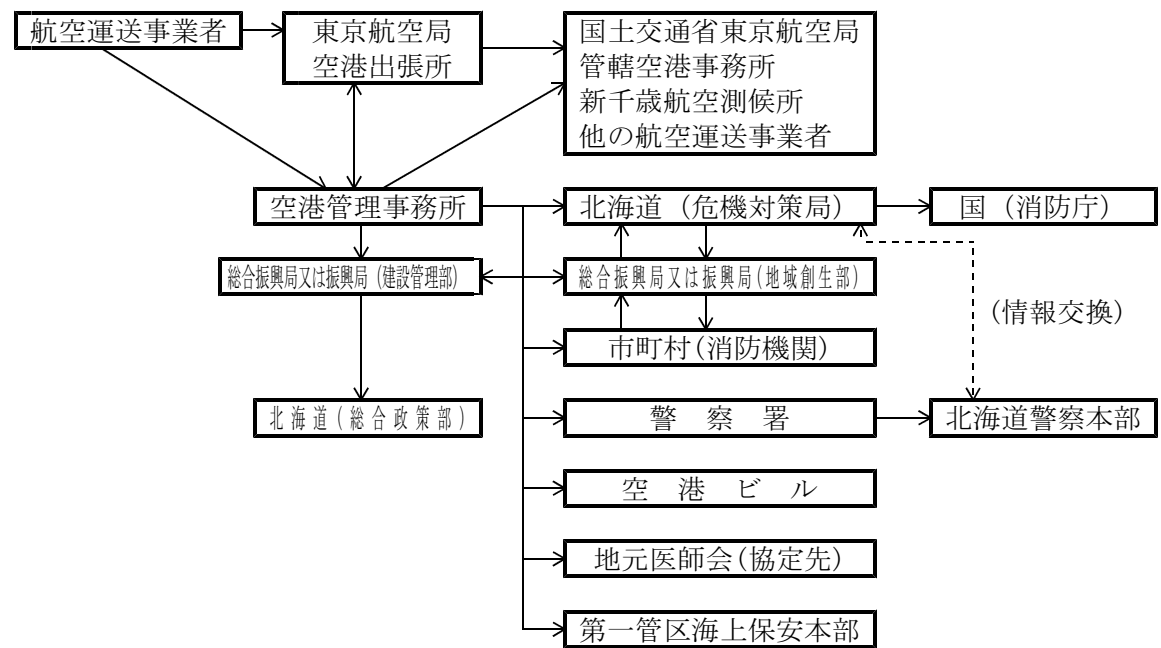 航空運送事業者
東京航空局
空港出張所
国土交通省東京航空局
管轄空港事務所
新千歳航空測候所
他の航空運送事業者
空港管理事務所
北海道（危機対策局）
国（消防庁）
総合振興局又は振興局（建設管理部）
総合振興局又は振興局（地域創生部）
（情報交換）
市町村（消防機関）
北海道（総合政策部）
警察署
北海道警察本部
空港ビル
地元医師会（協定先）
第一管区海上保安本部